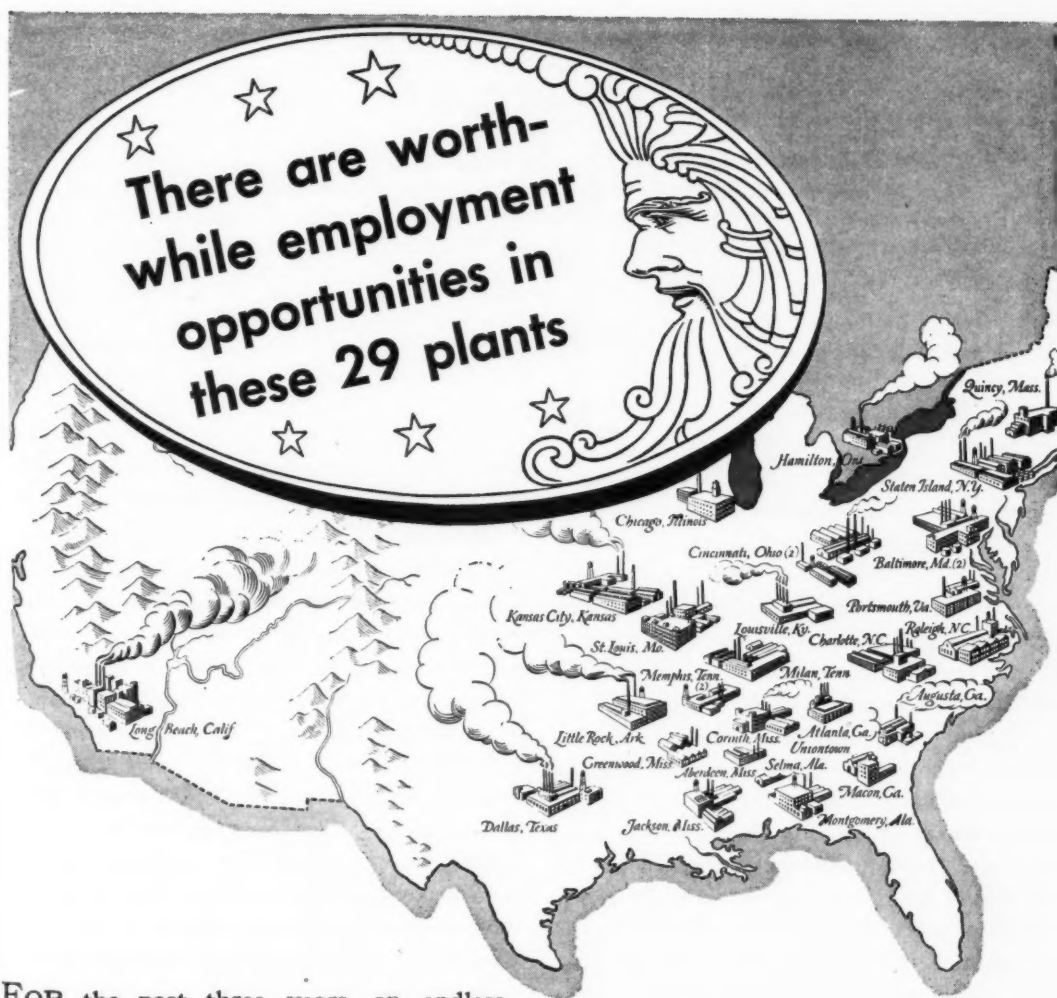 There are worth-
while employment
opportunities in
these 29 plants
Quincy, Mass.
Hamilton, Ont.
Staten Island, N.Y.
Chicago, Illinois
Cincinnati, Ohio (2)
Baltimore, Md. (2)
Kansas City, Kansas
Portsmouth, Va.
St. Louis, Mo.
Louisville, Ky.
Charlotte, N.C.
Raleigh, N.C.
Memphis, Tenn.
(2)
Milan, Tenn.
Augusta, Ga.
Long Beach, Calif
Little Rock, Ark.
Corinth, Miss.
Atlanta, Ga.
Greenwood, Miss.
Uniontown
Aberdeen, Miss.
Selma, Ala.
Macon, Ga.
Dallas, Texas
Jackson, Miss.
Montgomery, Ala.
FOR the past three years an endless